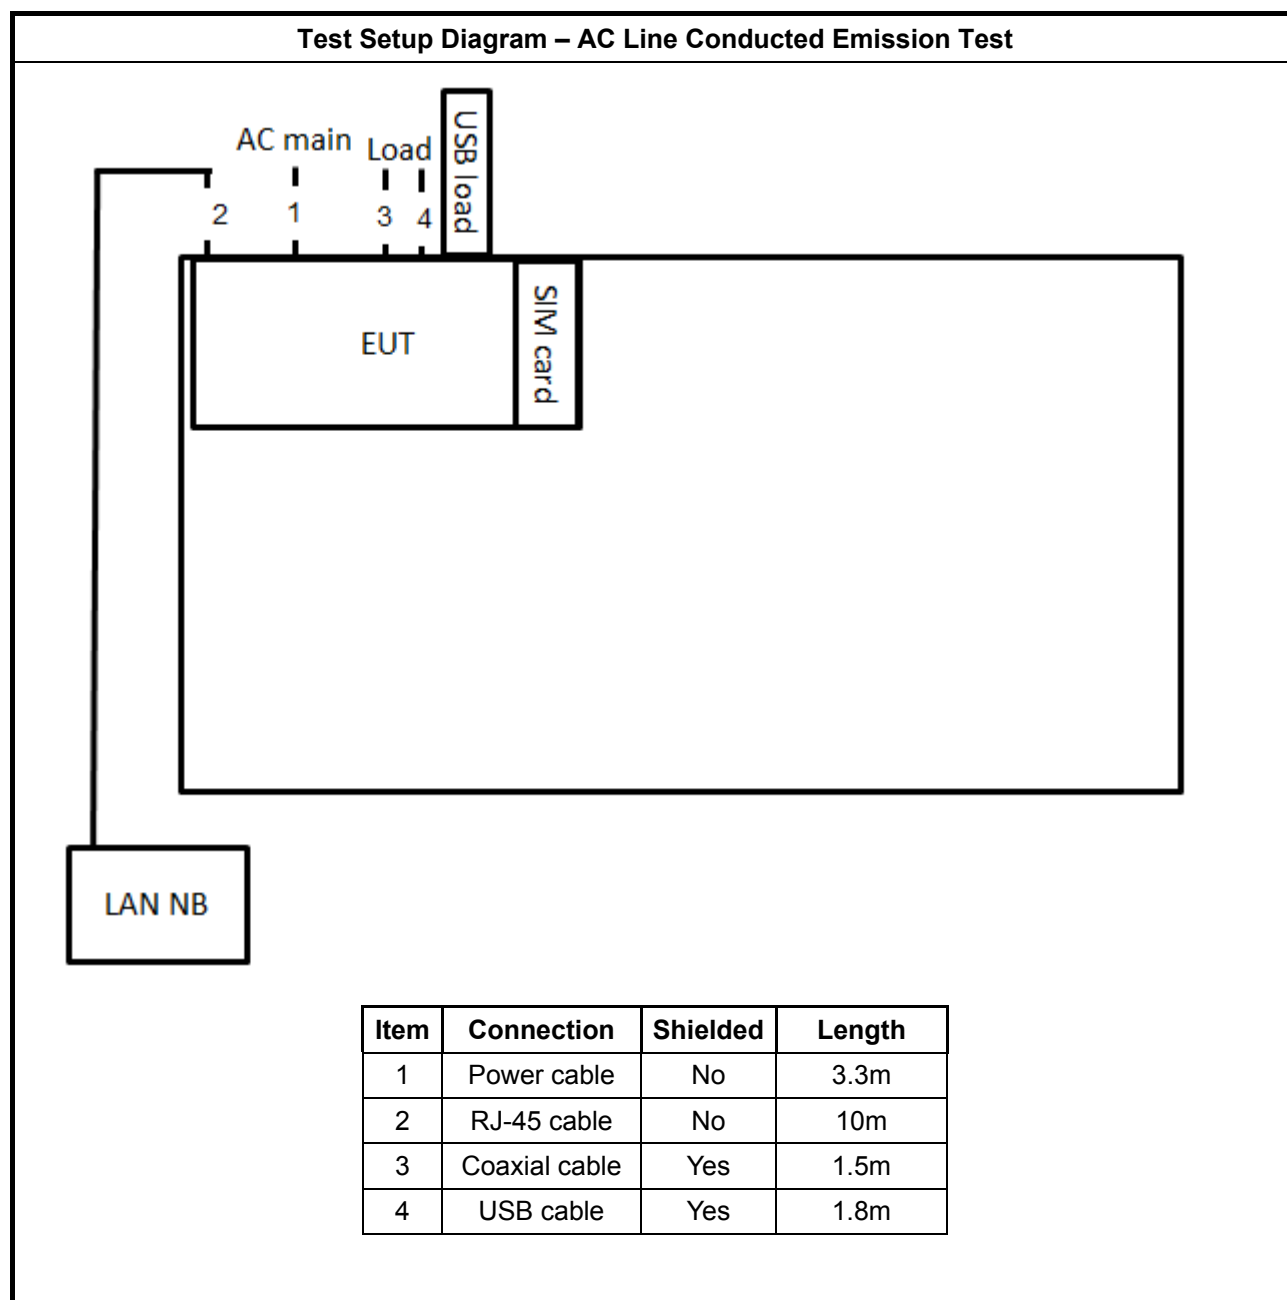 Test Setup Diagram – AC Line Conducted Emission Test
AC main
Load
USB load
2
1
3
4
EUT
SIM card
LAN NB
Item Connection Shielded Length
1 Power cable No 3.3m
2 RJ-45 cable No 10m
3 Coaxial cable Yes 1.5m
4 USB cable Yes 1.8m